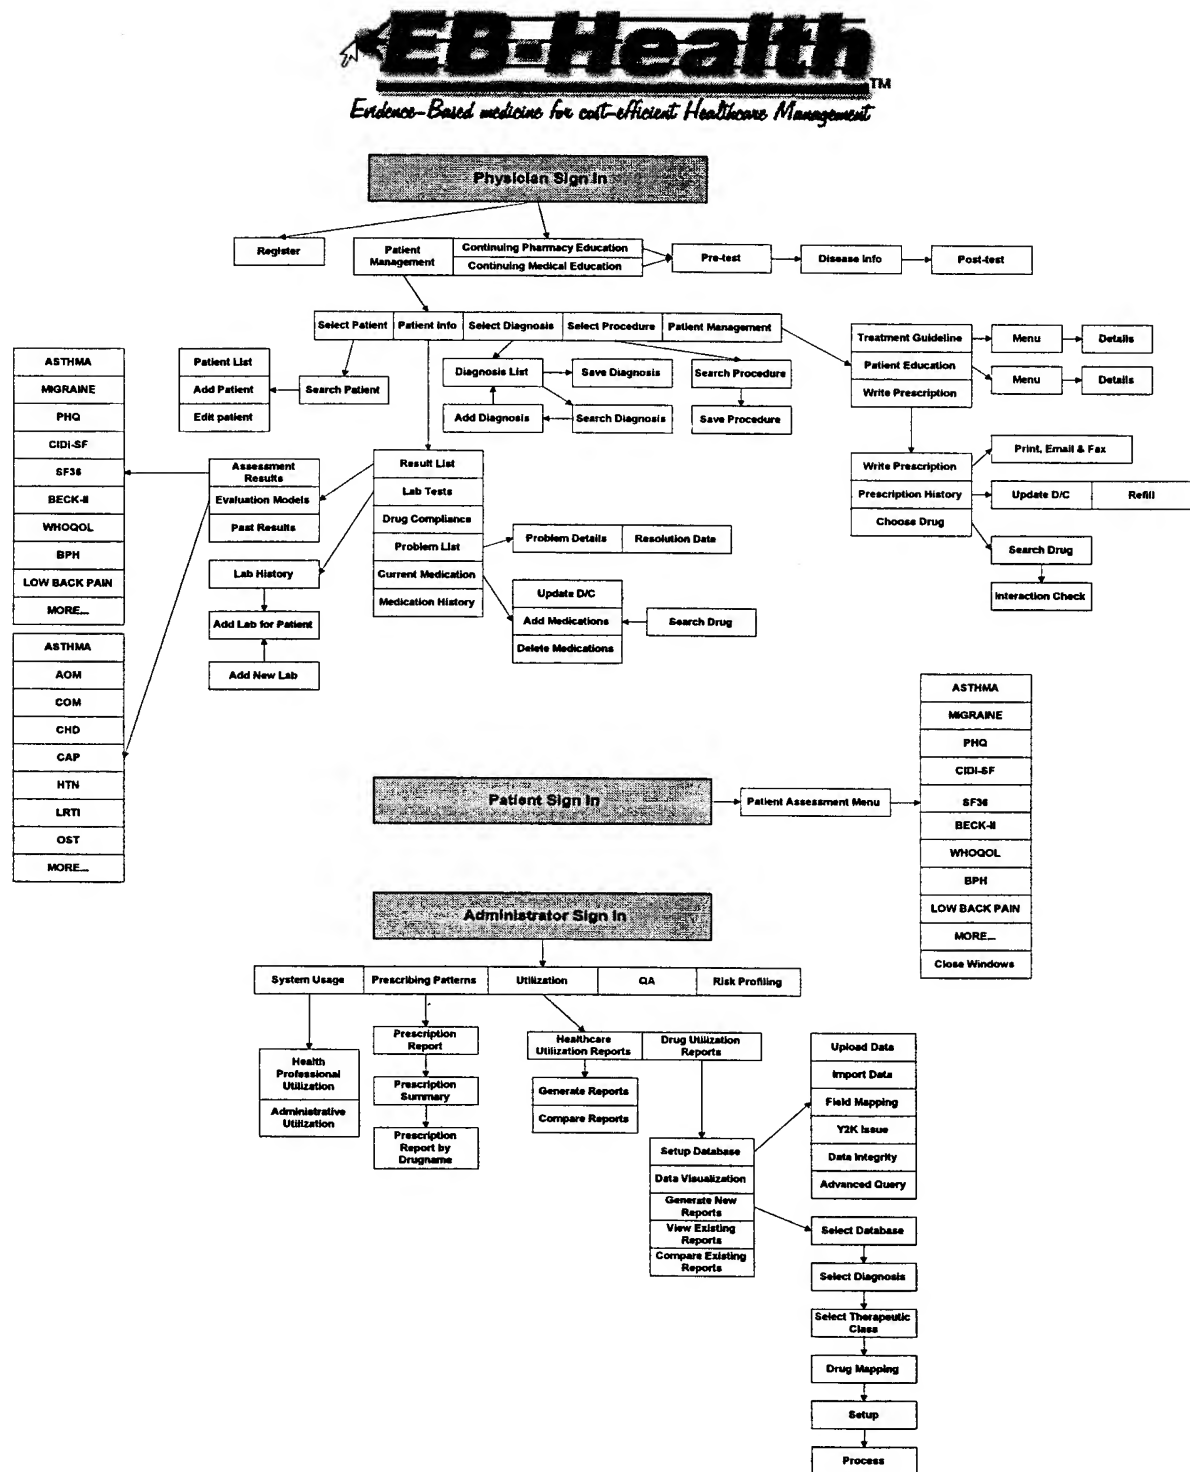 EB-Health
TM
Evidence-Based medicine for cost-efficient Healthcare Management
Physician Sign In
Register
Patient
Management
Continuing Pharmacy Education
Continuing Medical Education
Pre-test
Disease Info
Post-test
Select Patient
Patient Info
Select Diagnosis
Select Procedure
Patient Management
Treatment Guideline
Patient Education
Write Prescription
Menu
Details
Menu
Details
Patient List
Add Patient
Edit patient
Search Patient
Diagnosis List
Save Diagnosis
Search Procedure
Add Diagnosis
Search Diagnosis
Save Procedure
ASTHMA
MIGRAINE
PHQ
CIDI-SF
SF36
BECK-II
WHOQOL
BPH
LOW BACK PAIN
MORE...
Assessment
Results
Evaluation Models
Past Results
Result List
Lab Tests
Drug Compliance
Problem List
Current Medication
Medication History
Write Prescription
Prescription History
Choose Drug
Print, Email & Fax
Update D/C
Refill
Search Drug
Interaction Check
Problem Details
Resolution Date
Lab History
Add Lab for Patient
Add New Lab
Update D/C
Add Medications
Delete Medications
Search Drug
ASTHMA
AOM
COM
CHD
CAP
HTN
LRTI
OST
MORE...
Patient Sign In
Patient Assessment Menu
ASTHMA
MIGRAINE
PHQ
CIDI-SF
SF36
BECK-II
WHOQOL
BPH
LOW BACK PAIN
MORE...
Close Windows
Administrator Sign In
System Usage
Prescribing Patterns
Utilization
QA
Risk Profiling
Health
Professional
Utilization
Administrative
Utilization
Prescription
Report
Prescription
Summary
Prescription
Report by
Drugname
Healthcare
Utilization Reports
Drug Utilization
Reports
Generate Reports
Compare Reports
Setup Database
Data Visualization
Generate New
Reports
View Existing
Reports
Compare Existing
Reports
Upload Data
Import Data
Field Mapping
Y2K Issue
Data Integrity
Advanced Query
Select Database
Select Diagnosis
Select Therapeutic
Class
Drug Mapping
Setup
Process